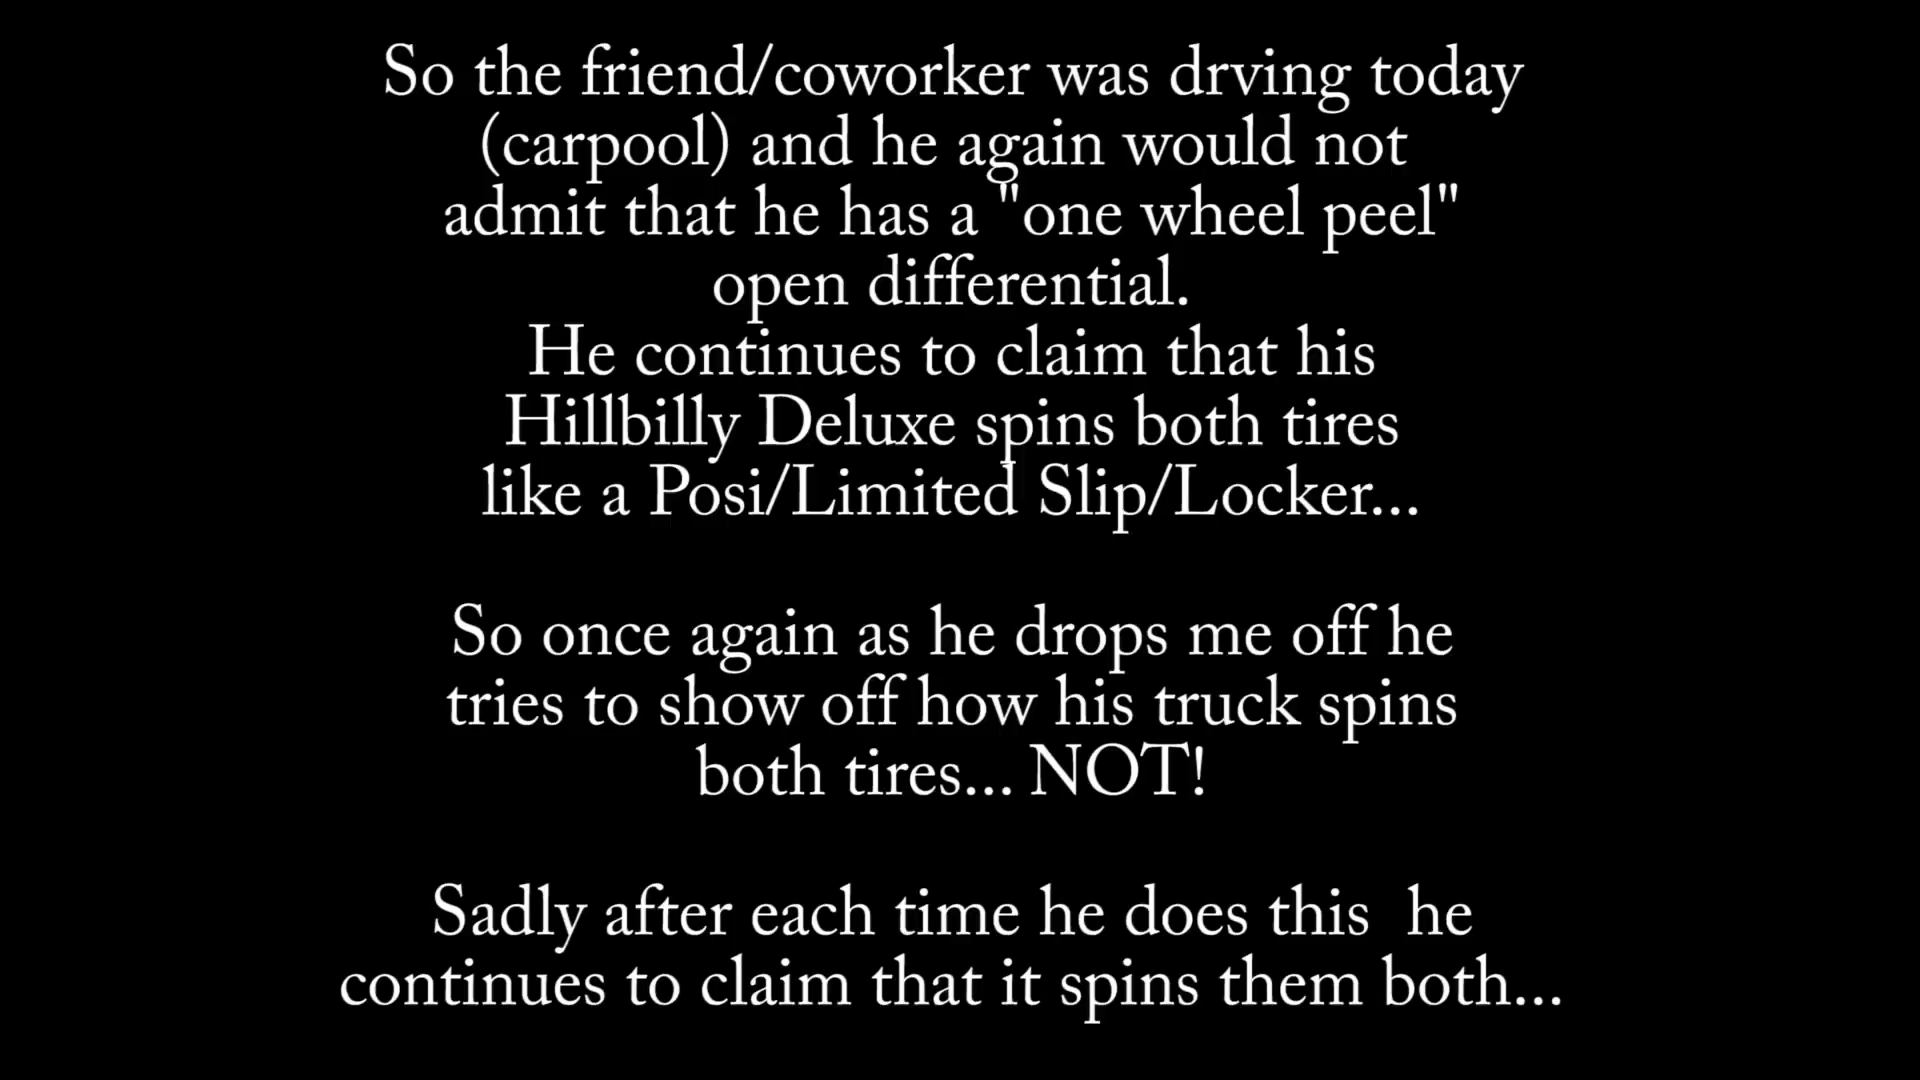 So the friend/coworker was drving today
(carpool) and he again would not
admit that he has a "one wheel peel"
open differential.
He continues to claim that his
Hillbilly Deluxe spins both tires
like a Posi/Limited Slip/Locker...
So once again as he drops me off he
tries to show off how his truck spins
both tires... NOT!
Sadly after each time he does this  he
continues to claim that it spins them both...